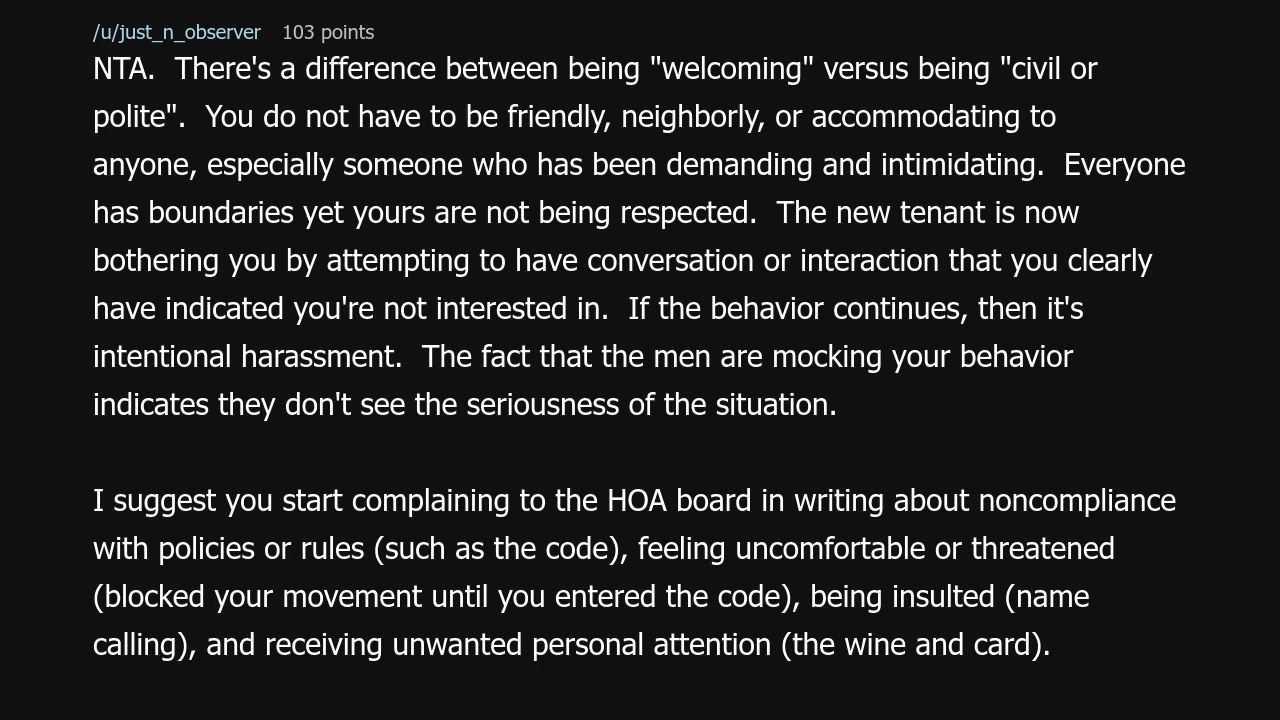 /u/just_n_observer 103 points
NTA.  There's a difference between being "welcoming" versus being "civil or
polite".  You do not have to be friendly, neighborly, or accommodating to
anyone, especially someone who has been demanding and intimidating.  Everyone
has boundaries yet yours are not being respected.  The new tenant is now
bothering you by attempting to have conversation or interaction that you clearly
have indicated you're not interested in.  If the behavior continues, then it's
intentional harassment.  The fact that the men are mocking your behavior
indicates they don't see the seriousness of the situation.
I suggest you start complaining to the HOA board in writing about noncompliance
with policies or rules (such as the code), feeling uncomfortable or threatened
(blocked your movement until you entered the code), being insulted (name
calling), and receiving unwanted personal attention (the wine and card).